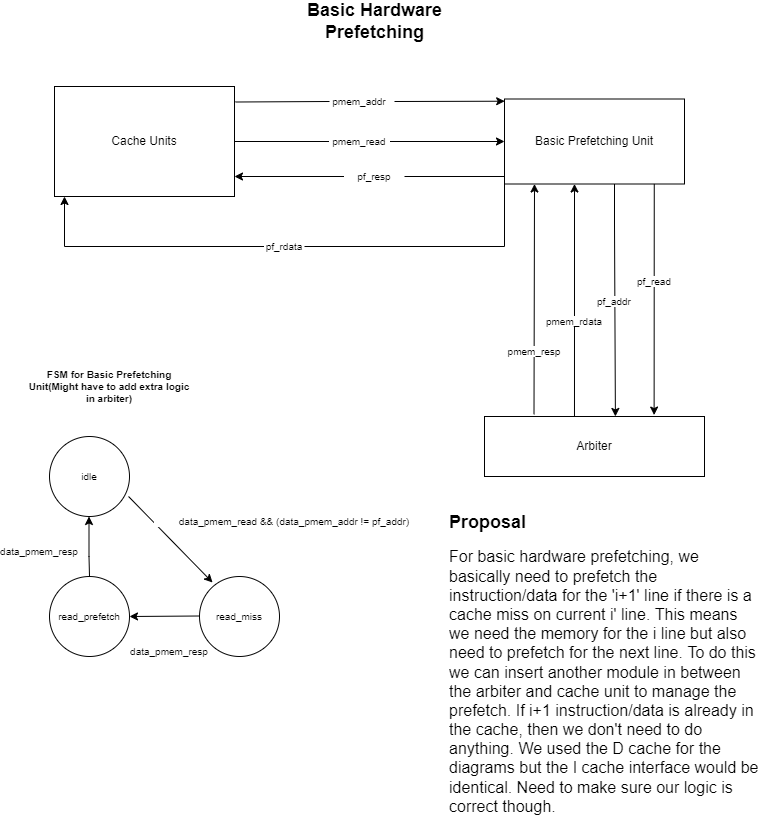 Basic Hardware
Prefetching
pmem_addr
Cache Units
pmem_read
Basic Prefetching Unit
pf_resp
pf_rdata
pf_read
pf_addr
pmem_rdata
pmem_resp
FSM for Basic Prefetching
Unit(Might have to add extra logic
in arbiter)
Arbiter
idle
data_pmem_read && (data_pmem_addr != pf_addr)
data_pmem_resp
read_prefetch
read_miss
data_pmem_resp
Proposal
For basic hardware prefetching, we
basically need to prefetch the
instruction/data for the 'i+1' line if there is a
cache miss on current i' line. This means
we need the memory for the i line but also
need to prefetch for the next line. To do this
we can insert another module in between
the arbiter and cache unit to manage the
prefetch. If i+1 instruction/data is already in
the cache, then we don't need to do
anything. We used the D cache for the
diagrams but the I cache interface would be
identical. Need to make sure our logic is
correct though.